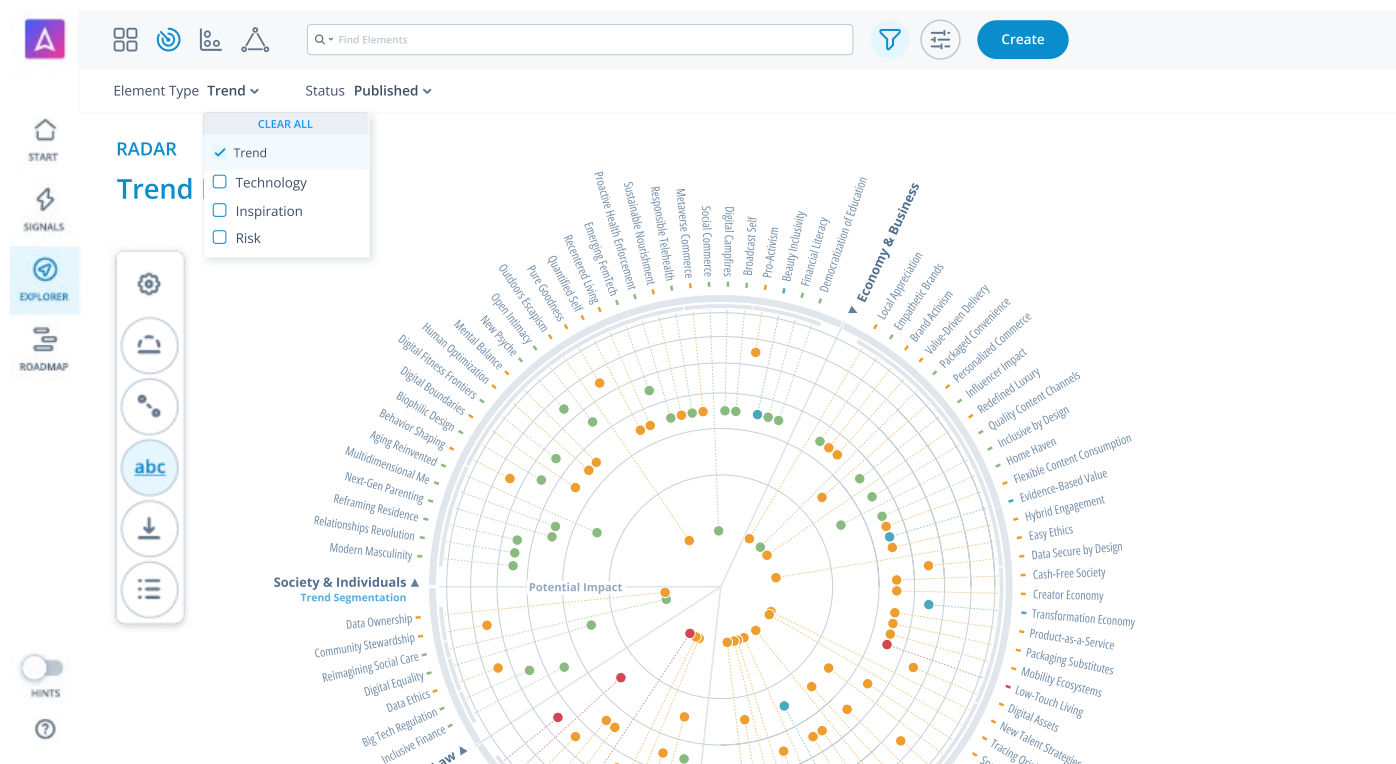 Find Elements
Create
Element Type Trend
Status Published
CLEAR ALL
Trend
Technology
Inspiration
Risk
START
SIGNALS
EXPLORER
ROADMAP
HINTS
RADAR
Trend
abc
Modern Masculinity
Relationships Revolution
Reframing Residence
Next-Gen Parenting
Multidimensional Me
Aging Reinvented
Behavior Shaping
Biophilic Design
Digital Boundaries
Digital Fitness Frontiers
Human Optimization
Mental Balance
New Psyche
Open Intimacy
Outdoors Escapism
Pure Goodness
Quantified Self
Recentered Living
Emerging FemTech
Proactive Health Enforcement
Sustainable Nourishment
Responsible Telehealth
Metaverse Commerce
Social Commerce
Digital Campfires
Broadcast Self
Pro-Activism
Beauty Inclusivity
Financial Literacy
Democratization of Education
Economy & Business
Local Appreciation
Empathetic Brands
Brand Activism
Value-Driven Delivery
Packaged Convenience
Personalized Commerce
Influencer Impact
Redefined Luxury
Quality Content Channels
Inclusive by Design
Home Haven
Flexible Content Consumption
Evidence-Based Value
Hybrid Engagement
Easy Ethics
Data Secure by Design
Cash-Free Society
Creator Economy
Transformation Economy
Product-as-a-Service
Packaging Substitutes
Mobility Ecosystems
Low-Touch Living
Digital Assets
New Talent Strategies
Potential Impact
Society & Individuals
Trend Segmentation
Data Ownership
Community Stewardship
Reimagining Social Care
Digital Equality
Data Ethics
Big Tech Regulation
Inclusive Finance